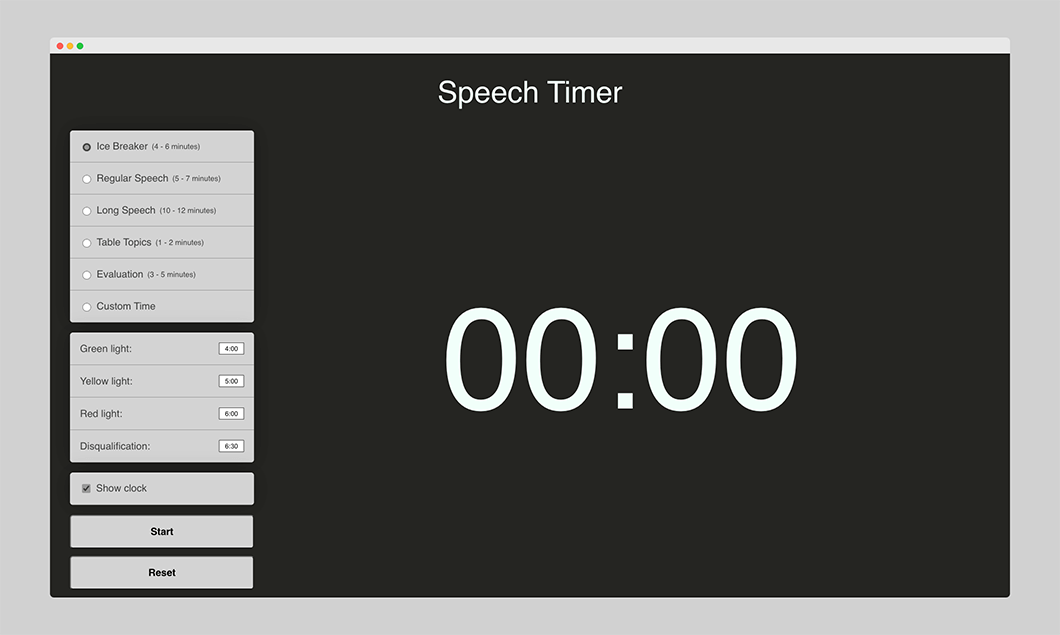 Speech Timer
Ice Breaker (4 - 6 minutes)
Regular Speech (5 - 7 minutes)
Long Speech (10 - 12 minutes)
Table Topics (1 - 2 minutes)
Evaluation (3 - 5 minutes)
Custom Time
Green light: 4:00
Yellow light: 5:00
Red light: 6:00
Disqualification: 6:30
Show clock
Start
Reset
00:00